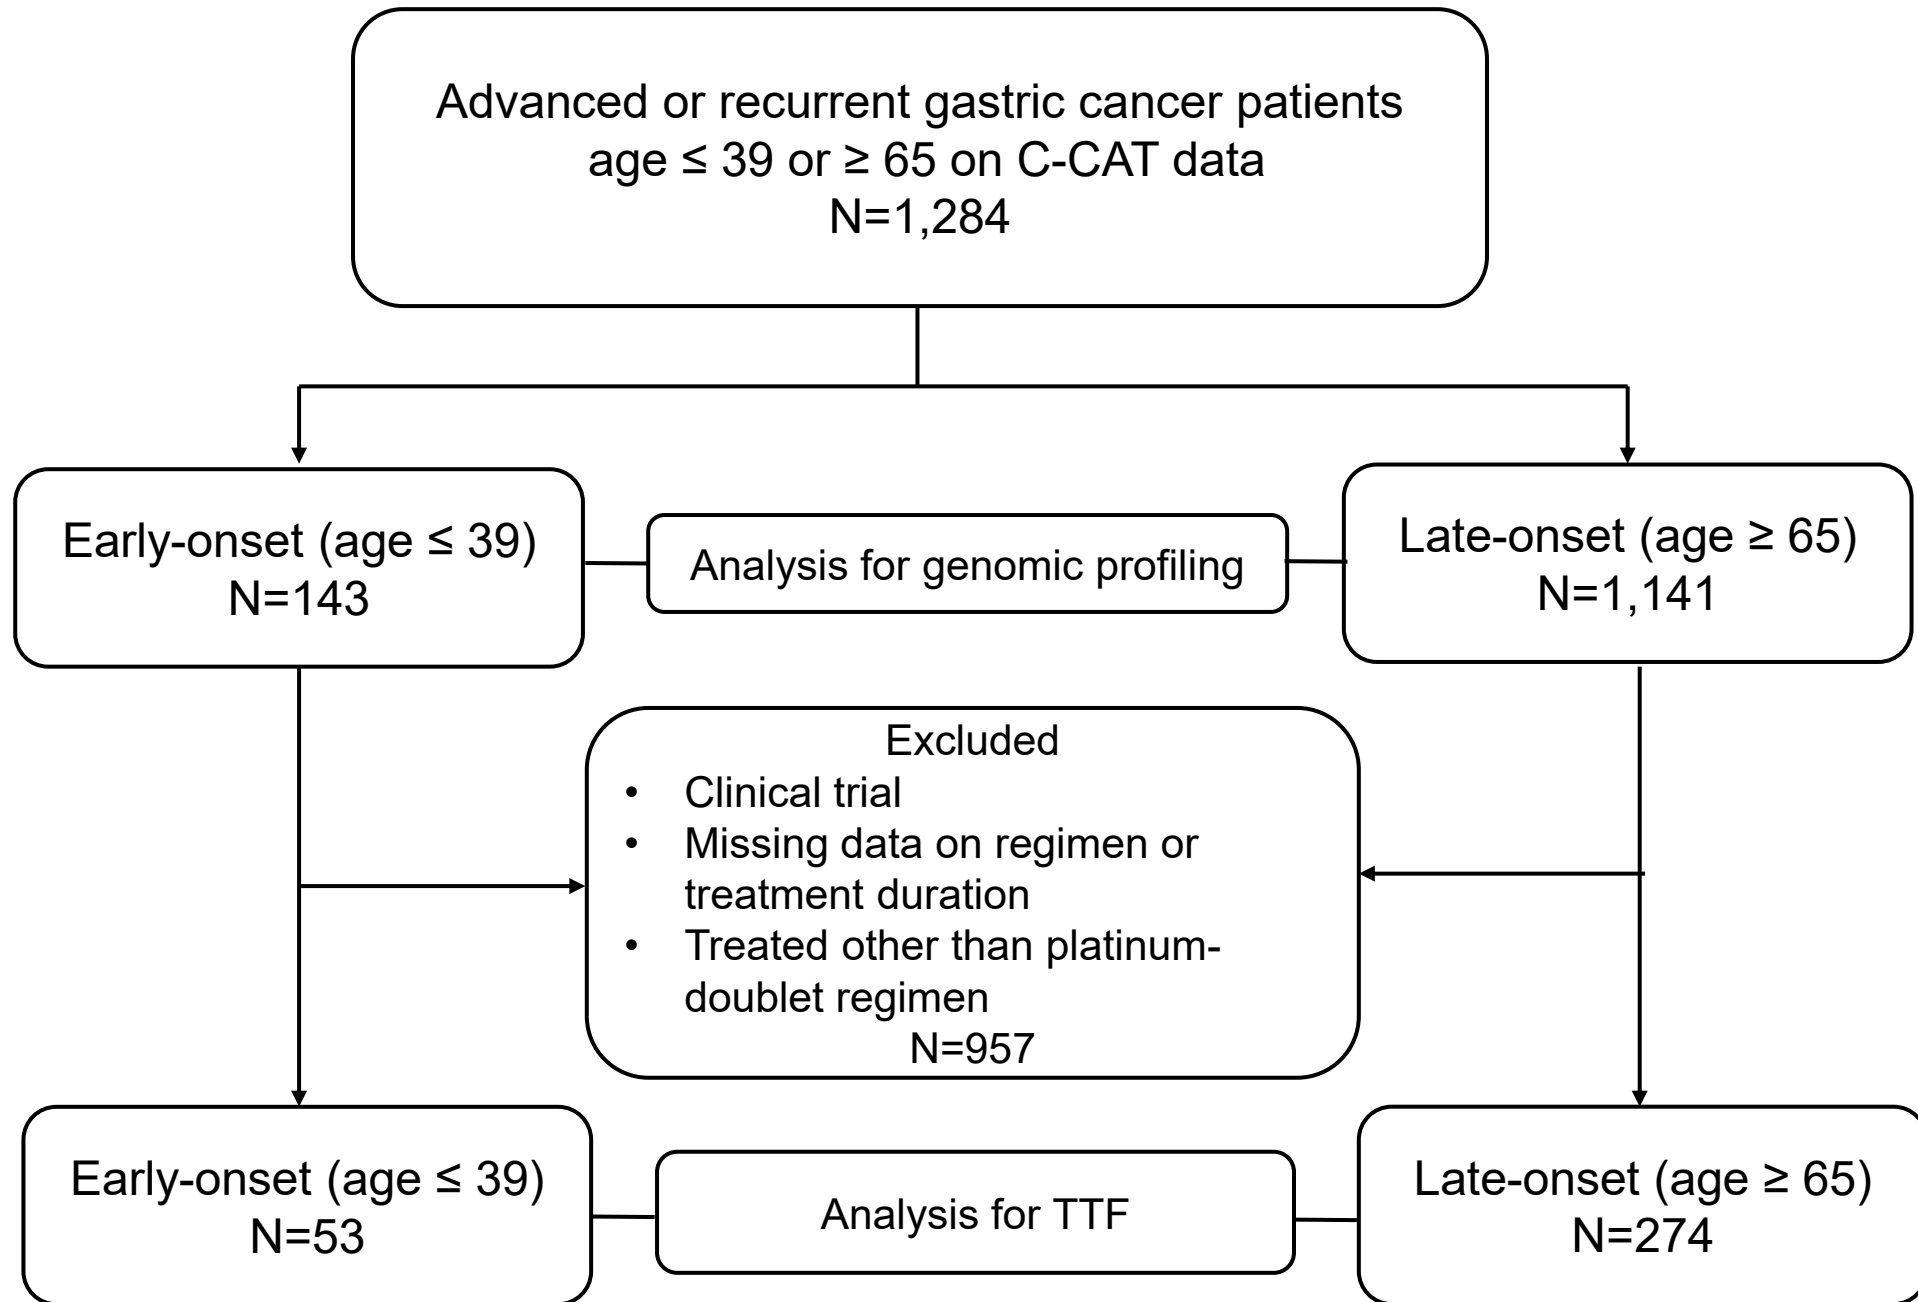 Advanced or recurrent gastric cancer patients
age ≤ 39 or ≥ 65 on C-CAT data
N=1,284
Early-onset (age ≤ 39)
N=143
Analysis for genomic profiling
Late-onset (age ≥ 65)
N=1,141
Excluded
• Clinical trial
• Missing data on regimen or
treatment duration
• Treated other than platinum-
doublet regimen
N=957
Early-onset (age ≤ 39)
N=53
Analysis for TTF
Late-onset (age ≥ 65)
N=274